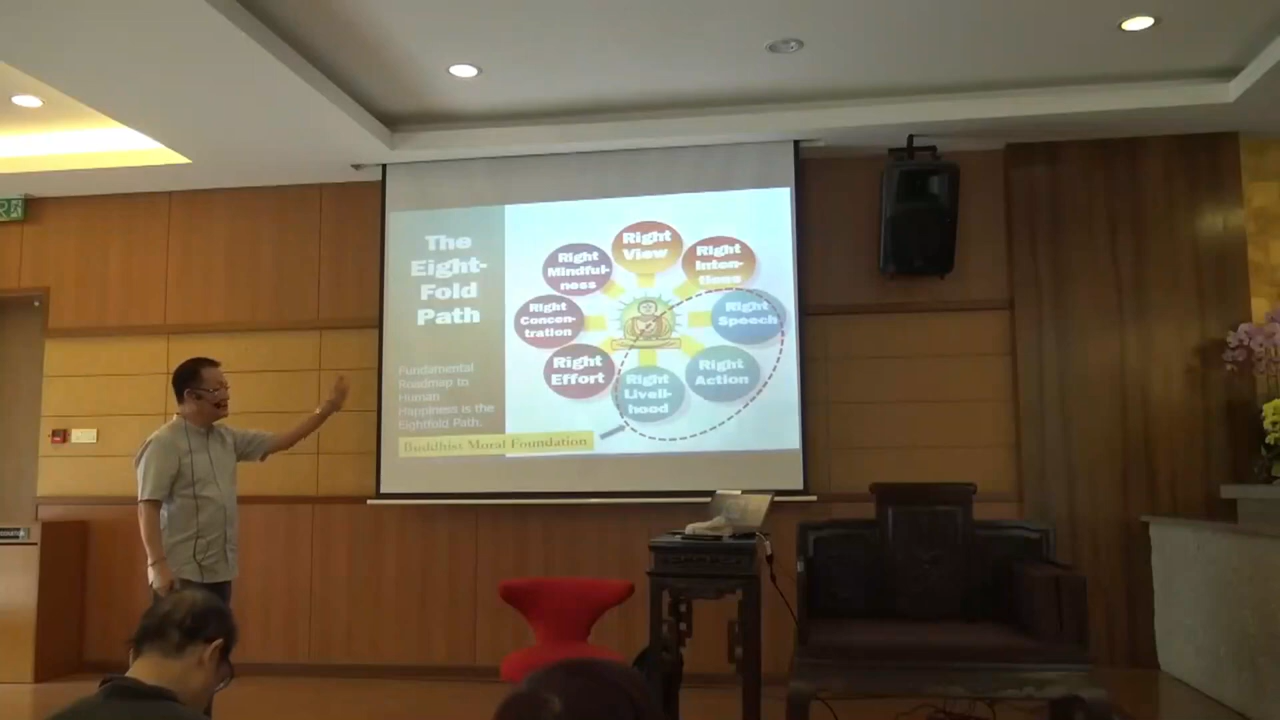 The
Eight-
Fold
Path
Fundamental
Roadmap to
Human
Happiness is the
Eightfold Path.
Buddhist Moral Foundation
Right
View
Right
Inten-
tions
Right
Speech
Right
Action
Right
Liveli-
hood
Right
Effort
Right
Concen-
tration
Right
Mindful-
ness